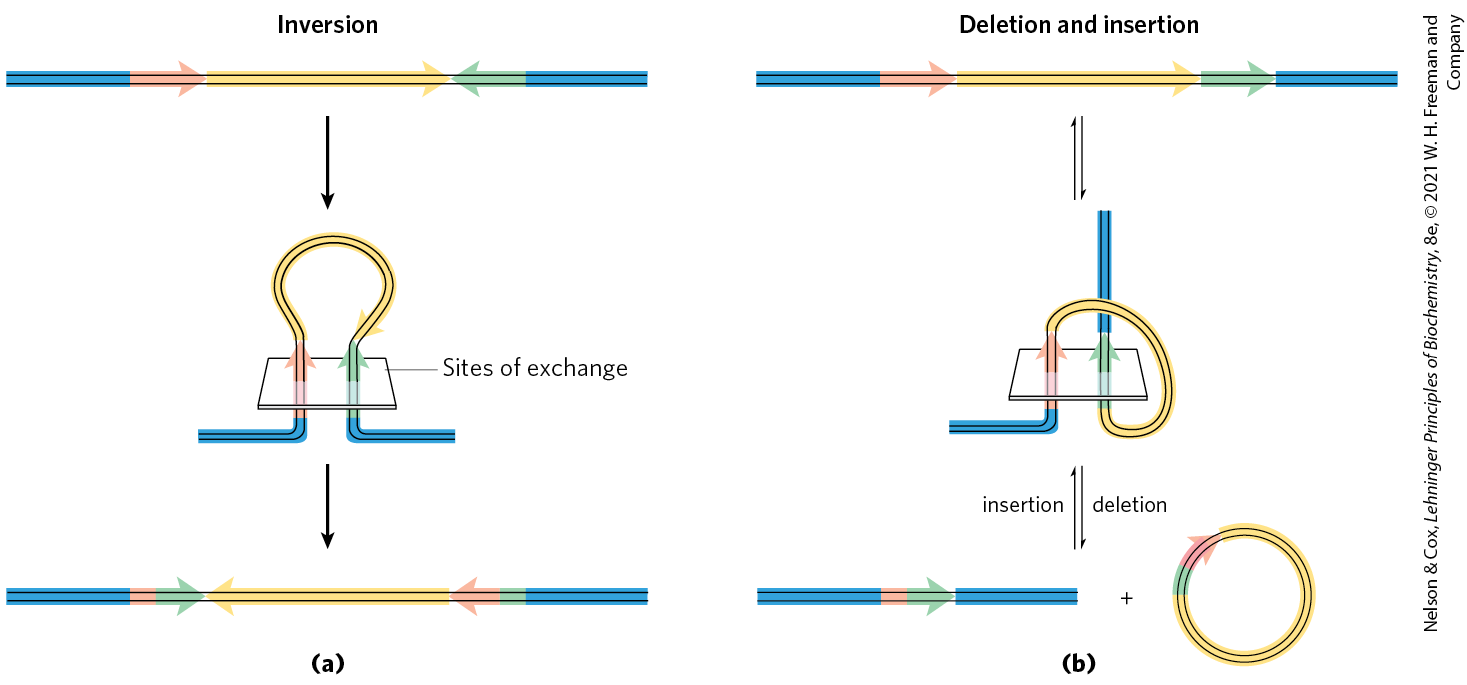 Inversion
Deletion and insertion
Sites of exchange
insertion
deletion
+
(a)
(b)
Nelson & Cox, Lehninger Principles of Biochemistry, 8e, © 2021 W. H. Freeman and
Company